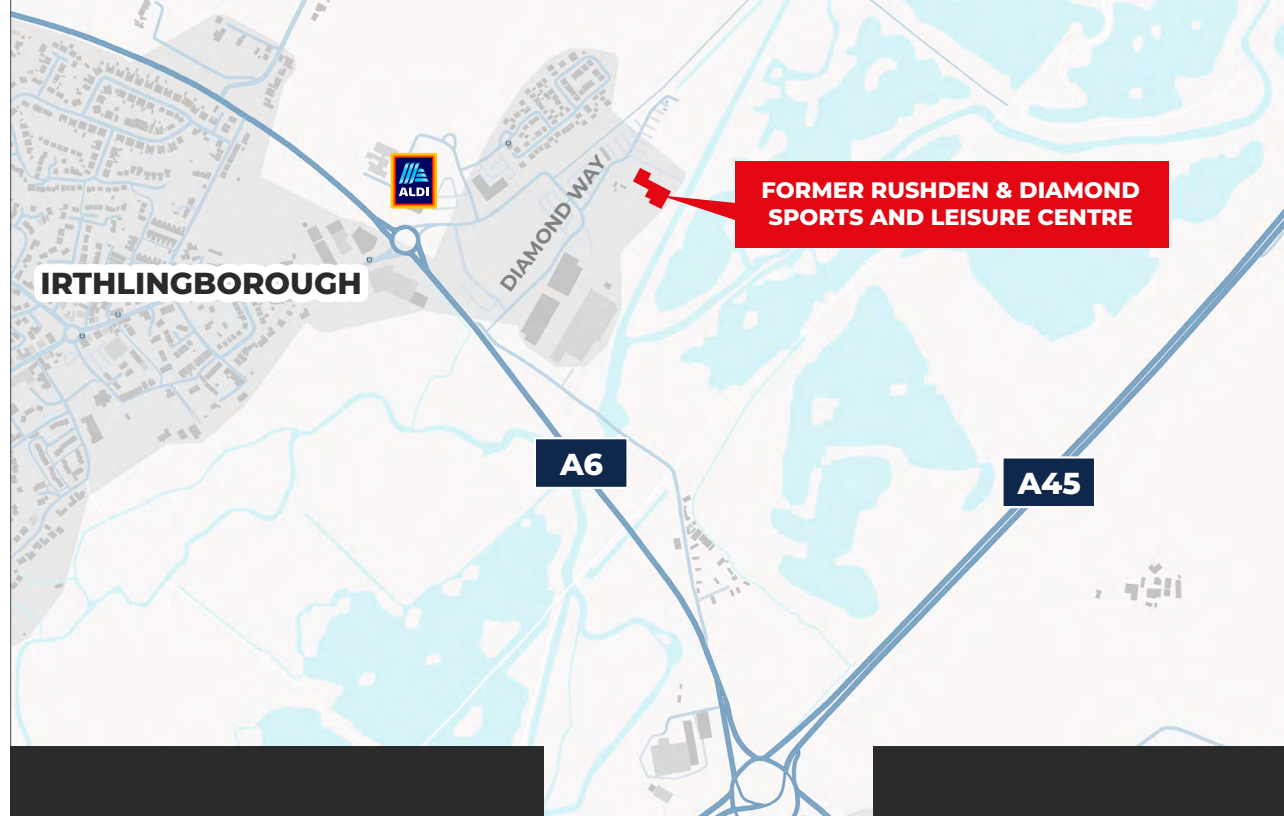 ALDI
DIAMOND WAY
FORMER RUSHDEN & DIAMOND
SPORTS AND LEISURE CENTRE
IRTHLINGBOROUGH
A6
A45